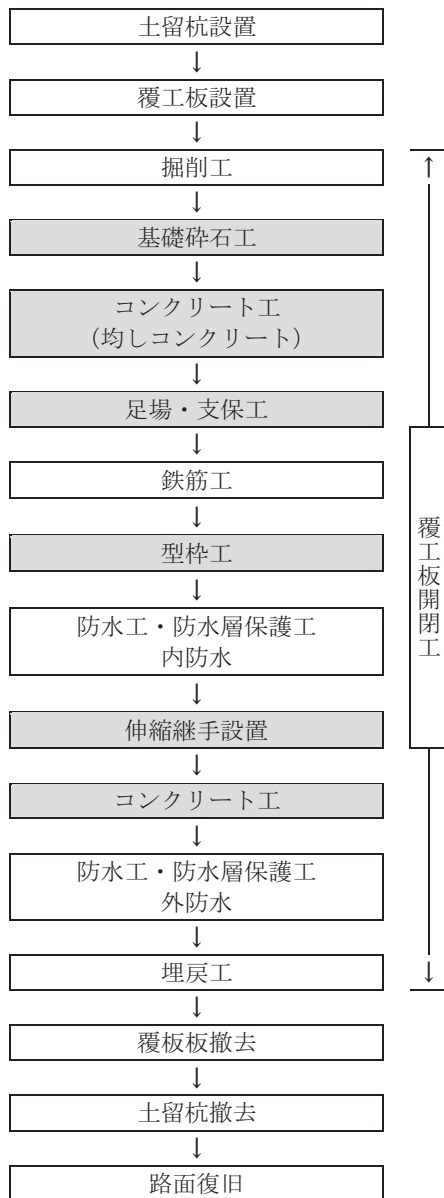 土留杭設置
↓
覆工板設置
↓
掘削工
↓
基礎砕石工
↓
コンクリート工
（均しコンクリート）
↓
足場・支保工
↓
鉄筋工
↓
型枠工
↓
防水工・防水層保護工
内防水
↓
伸縮継手設置
↓
コンクリート工
↓
防水工・防水層保護工
外防水
↓
埋戻工
↓
覆板板撤去
↓
土留杭撤去
↓
路面復旧
↑
覆工板開閉工
↓